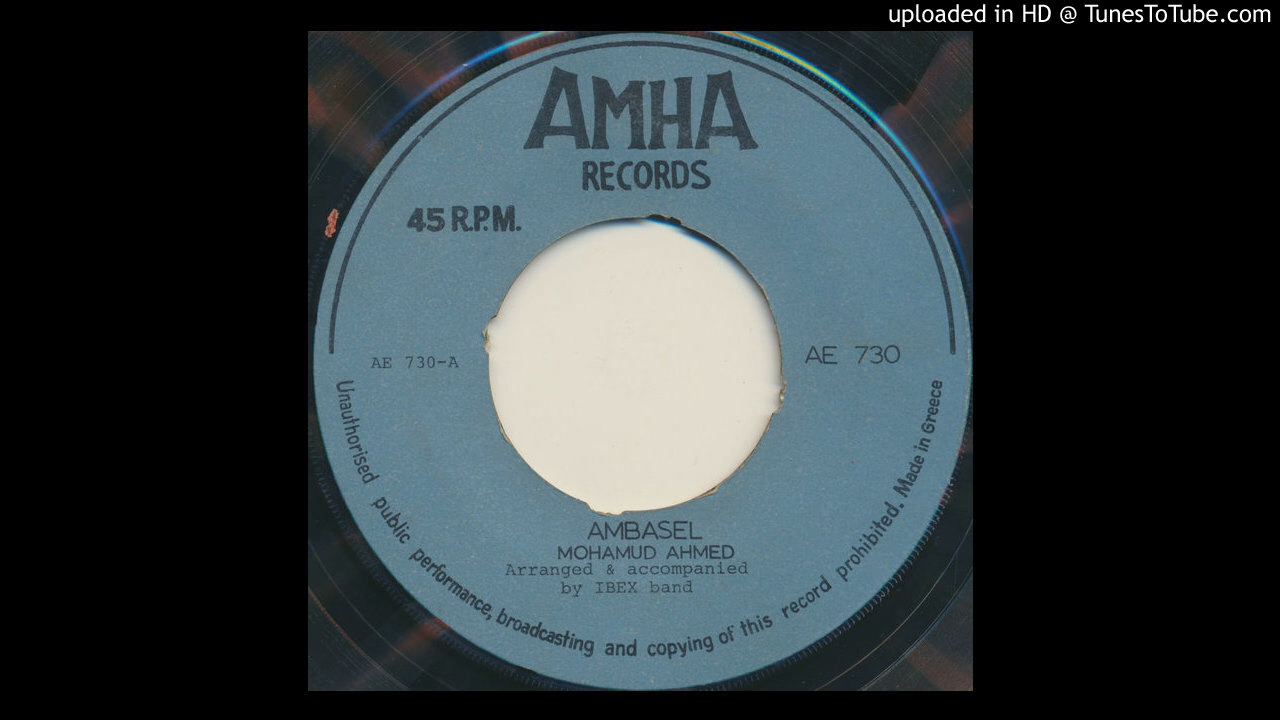 uploaded in HD @ TunesToTube.com
AMHA
RECORDS
45 R.P.M.
AE 730-A
AE 730
AMBASEL
MOHAMUD AHMED
Arranged & accompanied
by IBEX band
Unauthorised public performance, broadcasting and copying of this record prohibited. Made in Greece